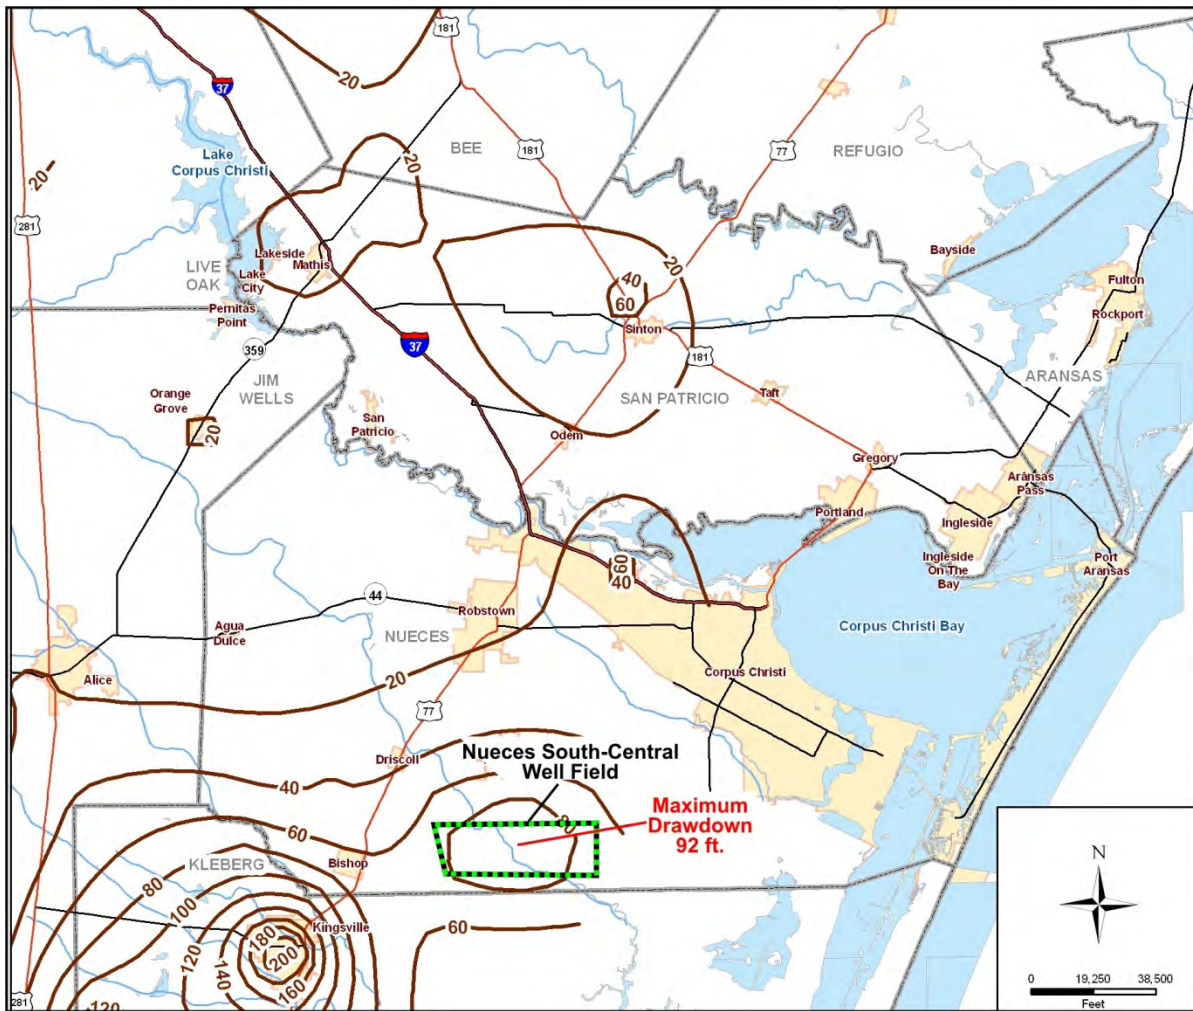 181
20
37
BEE
181
77
REFUGIO
Lake
Corpus Christi
20
20
281
20
Bayside
LIVE
OAK
Lakeside
Mathis
Lake
City
40
60
Fulton
Rockport
Pernitas
Point
Sinton
359
37
181
ARANSAS
JIM
WELLS
SAN PATRICIO
Taft
Orange
Grove
20
San
Patricio
Odem
Gregory
Aransas
Pass
Portland
Ingleside
60
40
Ingleside
On The
Bay
Port
Aransas
44
Robstown
Agua
Dulce
NUECES
Corpus Christi Bay
Alice
20
Corpus Christi
77
Driscoll
Nueces South-Central
Well Field
40
Maximum
Drawdown
92 ft.
60
80
KLEBERG
Bishop
80
100
N
Kingsville
60
180
120
200
140
160
281
120
0 19,250 38,500
Feet